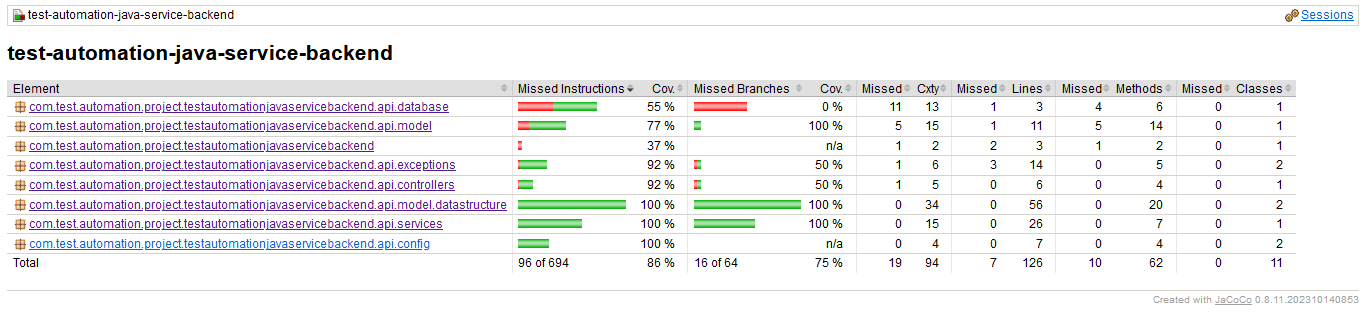 test-automation-java-service-backend Sessions
test-automation-java-service-backend
Element Missed Instructions Cov. Missed Branches Cov. Missed Cxty Missed Lines Missed Methods Missed Classes
com.test.automation.project.testautomationjavaservicebackend.api.database 55 % 0 % 11 13 1 3 4 6 0 1
com.test.automation.project.testautomationjavaservicebackend.api.model 77 % 100 % 5 15 1 11 5 14 0 1
com.test.automation.project.testautomationjavaservicebackend 37 % n/a 1 2 2 3 1 2 0 1
com.test.automation.project.testautomationjavaservicebackend.api.exceptions 92 % 50 % 1 6 3 14 0 5 0 2
com.test.automation.project.testautomationjavaservicebackend.api.controllers 92 % 50 % 1 5 0 6 0 4 0 1
com.test.automation.project.testautomationjavaservicebackend.api.model.datastructure 100 % 100 % 0 34 0 56 0 20 0 2
com.test.automation.project.testautomationjavaservicebackend.api.services 100 % 100 % 0 15 0 26 0 7 0 1
com.test.automation.project.testautomationjavaservicebackend.api.config 100 % n/a 0 4 0 7 0 4 0 2
Total 96 of 694 86 % 16 of 64 75 % 19 94 7 126 10 62 0 11
Created with JaCoCo 0.8.11.202310140853